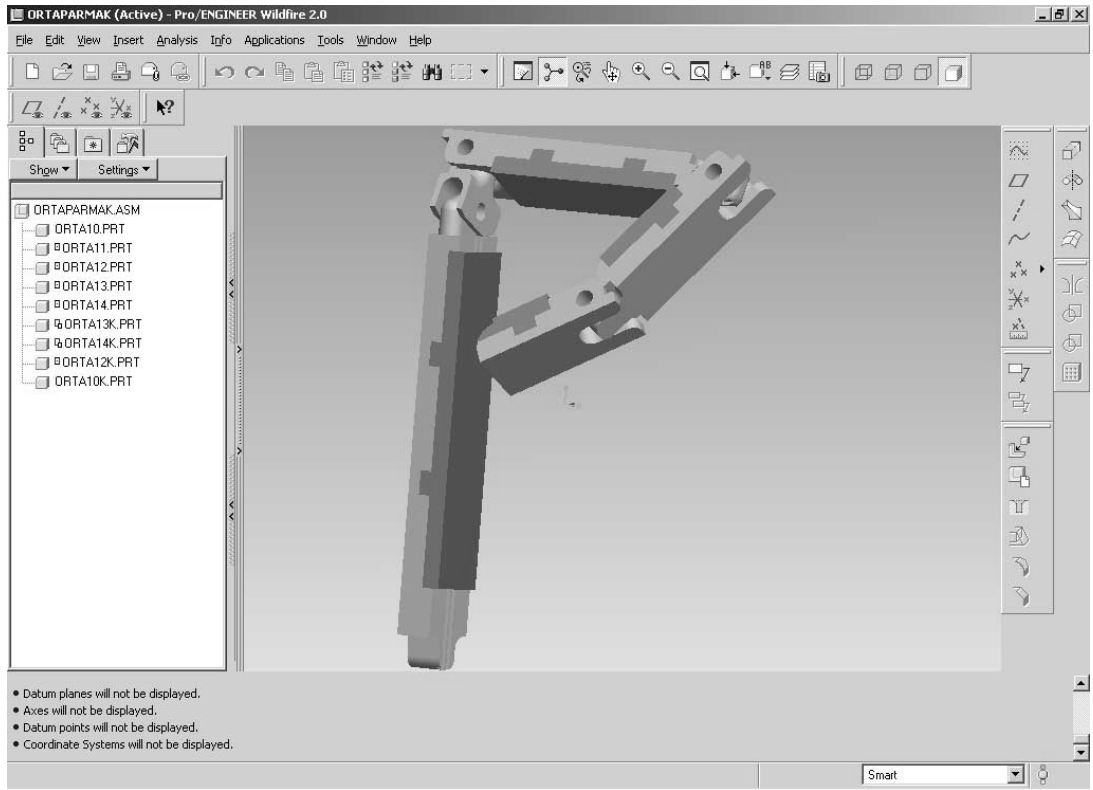 ORTAPARMAK (Active) - Pro/ENGINEER Wildfire 2.0
File Edit View Insert Analysis Info Applications Tools Window Help
Show Settings
ORTAPARMAK.ASM
ORTA10.PRT
ORTA11.PRT
ORTA12.PRT
ORTA13.PRT
ORTA14.PRT
ORTA13K.PRT
ORTA14K.PRT
ORTA12K.PRT
ORTA10K.PRT
• Datum planes will not be displayed.
• Axes will not be displayed.
• Datum points will not be displayed.
• Coordinate Systems will not be displayed.
Smart